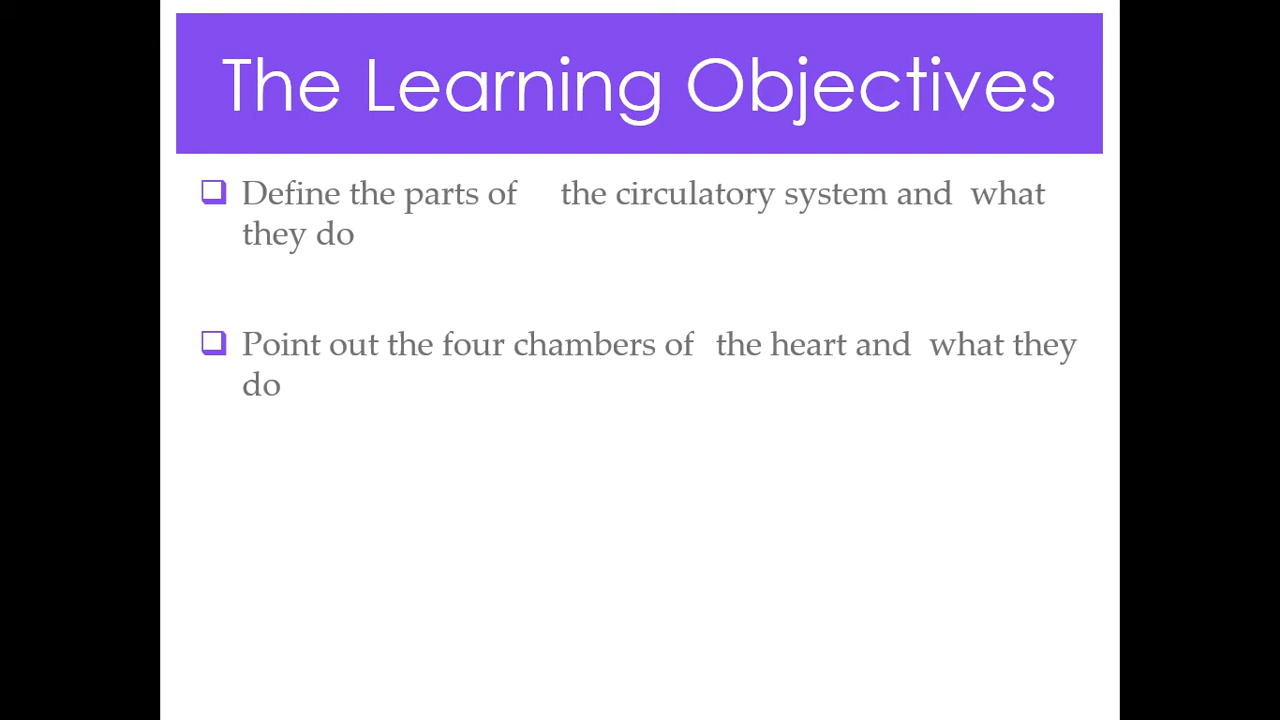 The Learning Objectives
Define the parts of the circulatory system and what
they do
Point out the four chambers of the heart and what they
do